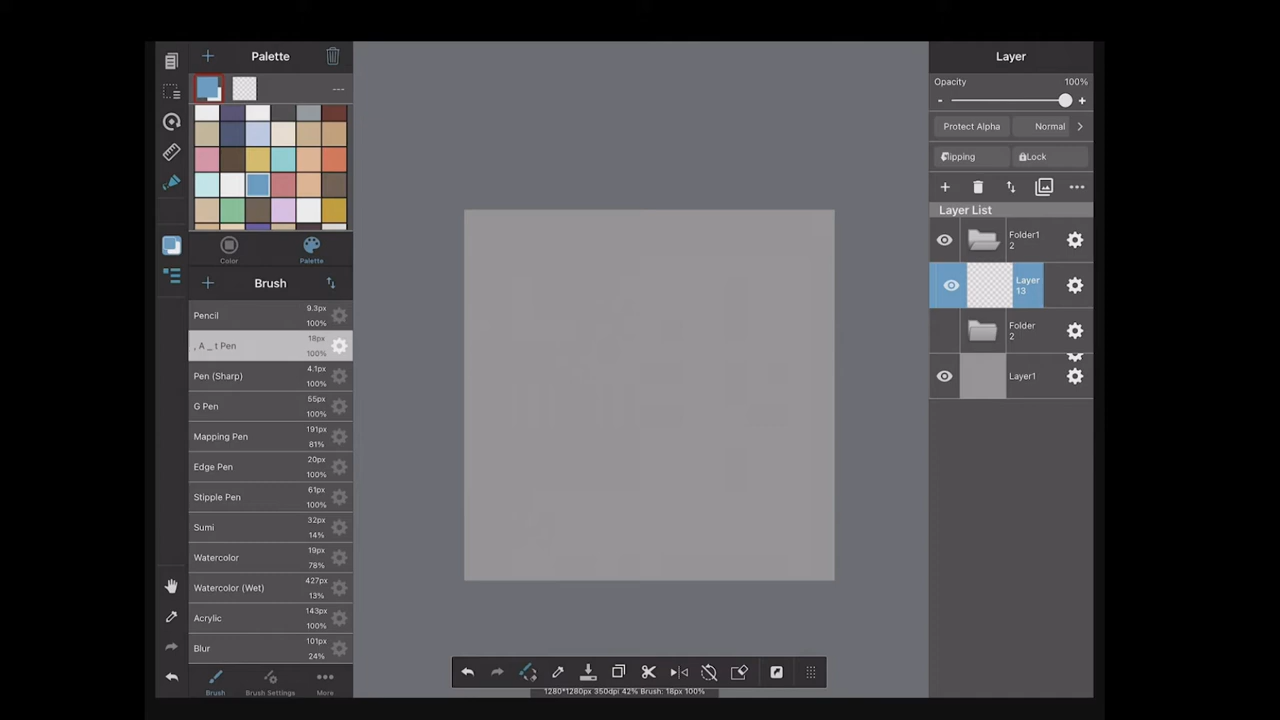 Palette
Color
Palette
Brush
Pencil
9.3px
100%
, A _ t Pen
18px
100%
Pen (Sharp)
4.1px
100%
G Pen
55px
100%
Mapping Pen
191px
81%
Edge Pen
20px
100%
Stipple Pen
61px
100%
Sumi
32px
14%
Watercolor
19px
78%
Watercolor (Wet)
427px
13%
Acrylic
143px
100%
Blur
101px
24%
Brush
Brush Settings
More
1280*1280px 350dpi 42% Brush: 18px 100%
Layer
Opacity 100%
Protect Alpha
Normal
Clipping
Lock
Layer List
Folder1
2
Layer
13
Folder
2
Layer1